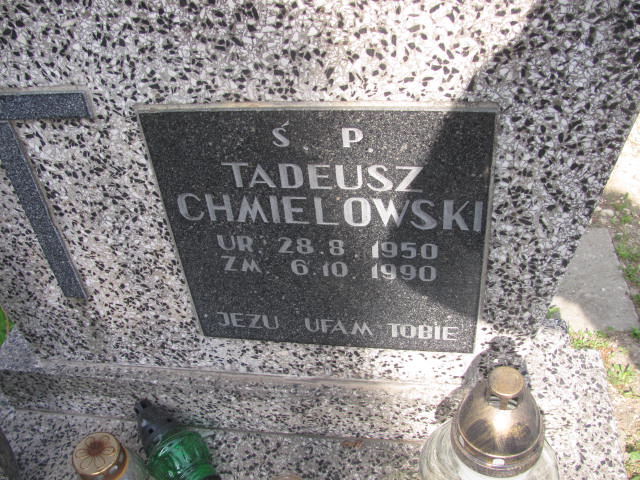 Ś. P.
TADEUSZ
CHMIELOWSKI
UR. 28.8.1950
ZM. 6.10.1990
JEZU UFAM TOBIE